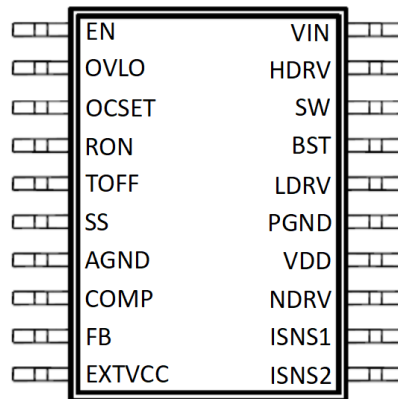 EN VIN
OVLO HDRV
OCSET SW
RON BST
TOFF LDRV
SS PGND
AGND VDD
COMP NDRV
FB ISNS1
EXTVCC ISNS2